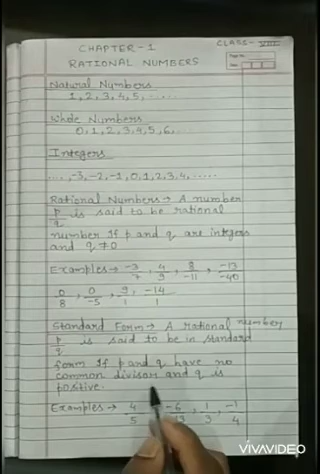 CHAPTER-1
CLASS- VIII
RATIONAL NUMBERS
Natural Numbers
1, 2, 3, 4, 5, ......
Whole Numbers
0, 1, 2, 3, 4, 5, 6, ..
Integers
...., -3, -2, -1, 0, 1, 2, 3, 4, .....
Rational Numbers → A number
p/q is said to be rational
number If p and q are integers
and q ≠ 0
Examples → -3/7, 4/9, 8/-11, -13/-40
0/8, 0/-5, 9/1, -14/1
Standard Form → A rational number
p/q is said to be in standard
form If p and q have no
common divisor and q is
positive.
Examples → 4/5, -6/13, 1/3, -1/4
VIVAVIDEO